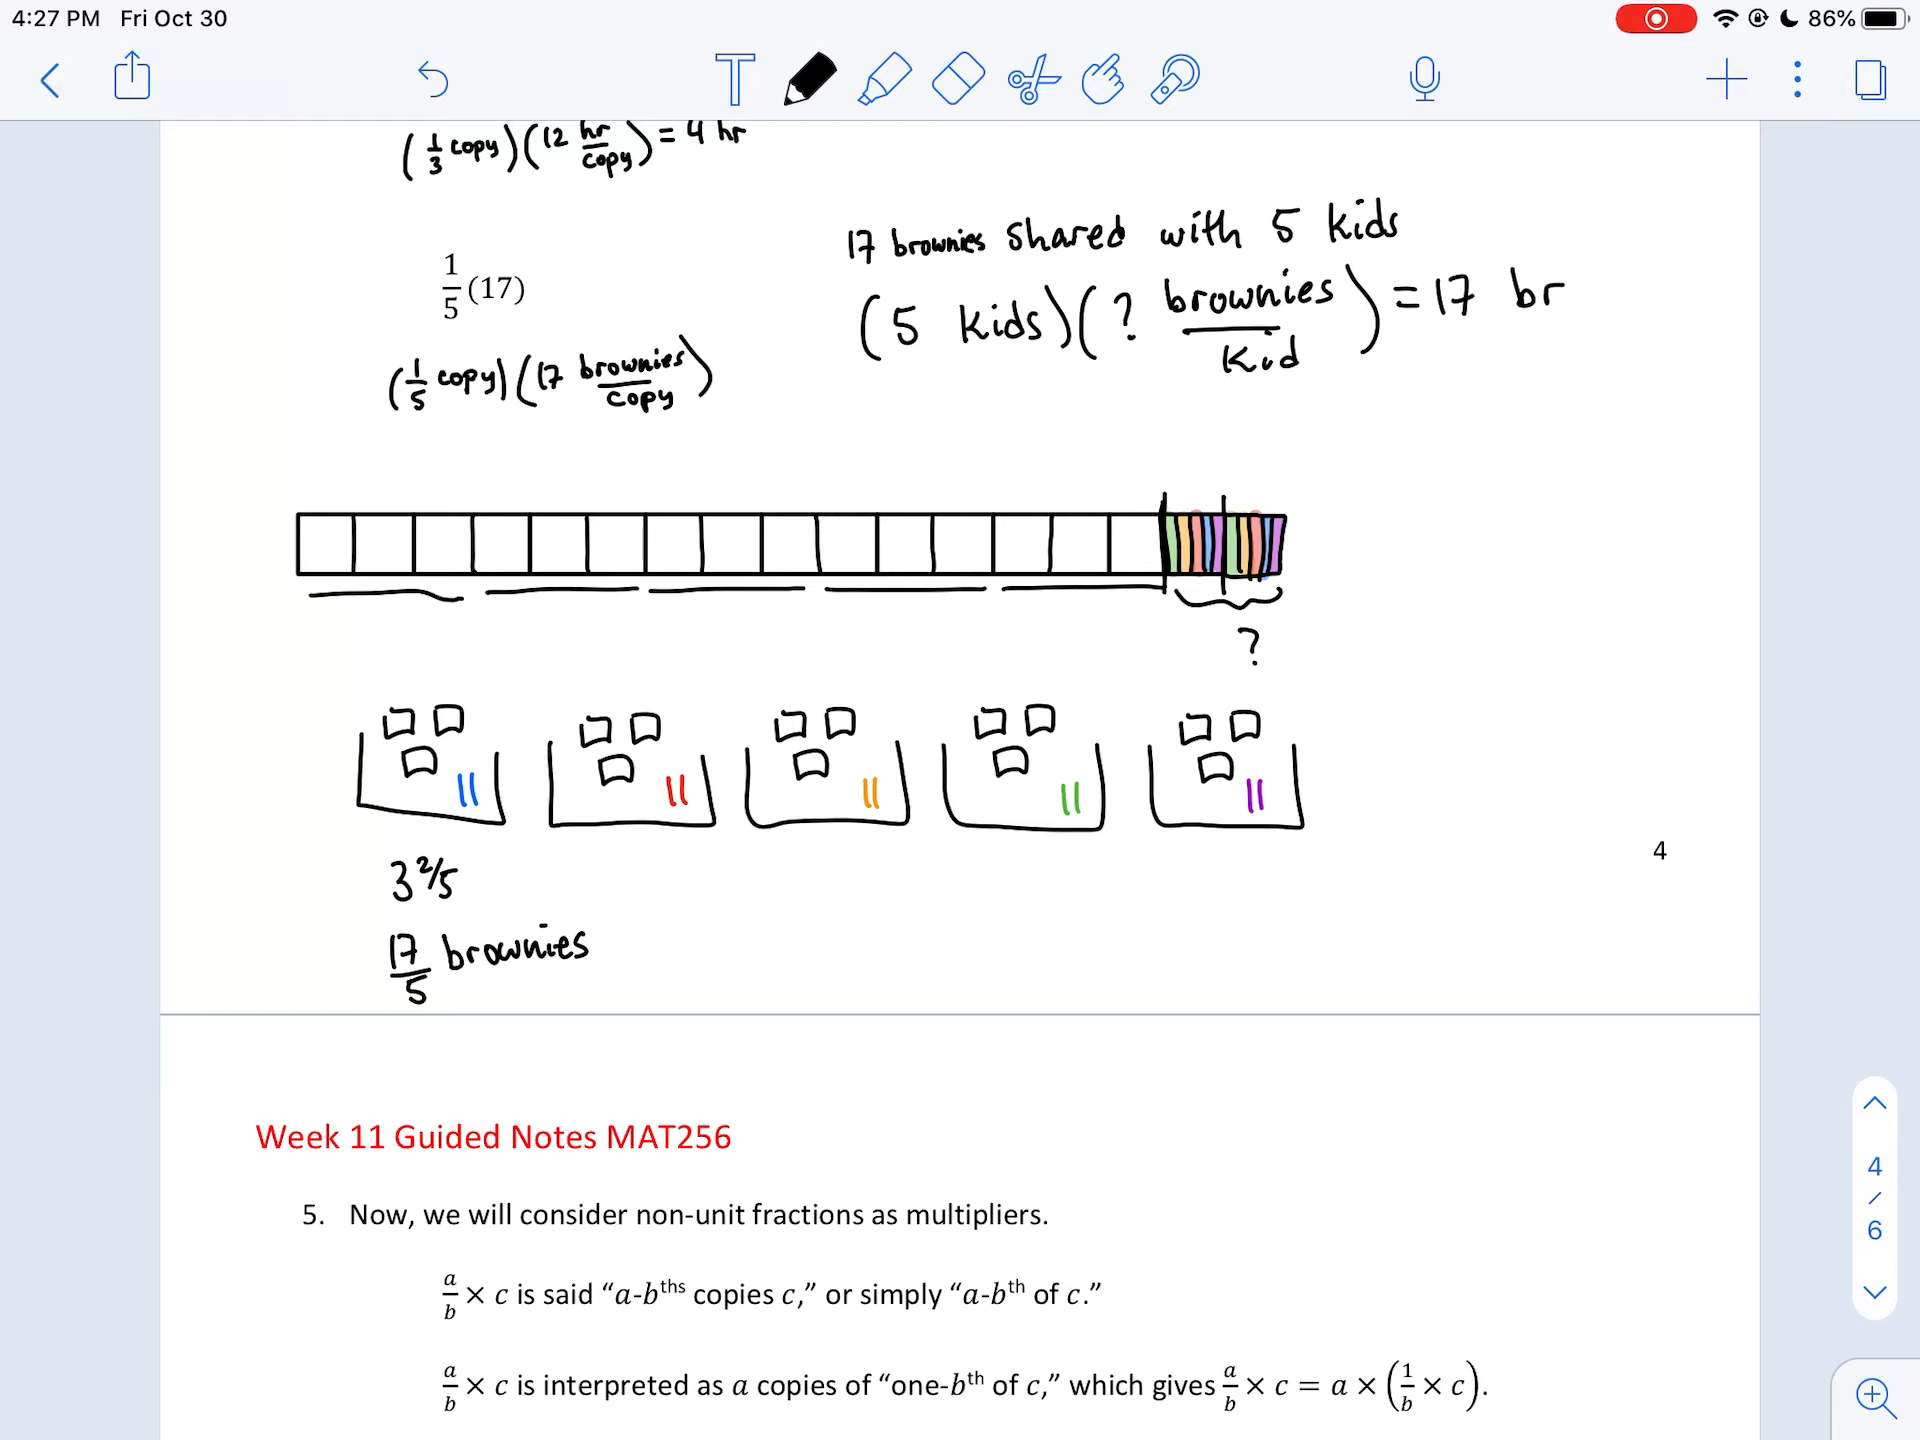 4:27 PM Fri Oct 30
86%
(1/3 copy)(12 hr/copy) = 4 hr
17 brownies shared with 5 kids
(5 kids)(? brownies/kid) = 17 br
1/5(17)
(1/5 copy)(17 brownies/copy)
?
3 2/5
17/5 brownies
4
Week 11 Guided Notes MAT256
5. Now, we will consider non-unit fractions as multipliers.
a/b × c is said “a-bths copies c,” or simply “a-bth of c.”
a/b × c is interpreted as a copies of “one-bth of c,” which gives a/b × c = a × (1/b × c).
4
/
6